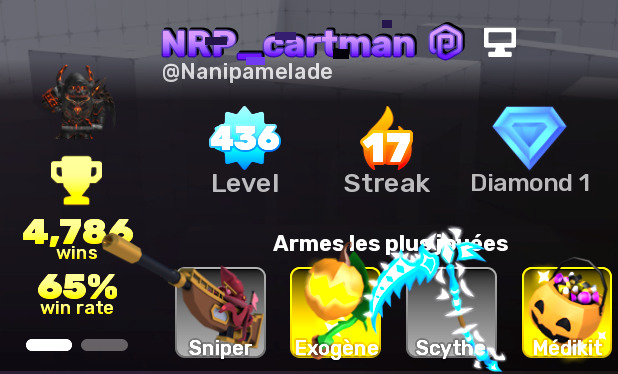 NRP_cartman
@Nanipamelade
436
Level
17
Streak
Diamond 1
4,786
wins
65%
win rate
Armes les plus jouées
Sniper
Exogène
Scythe
Médikit